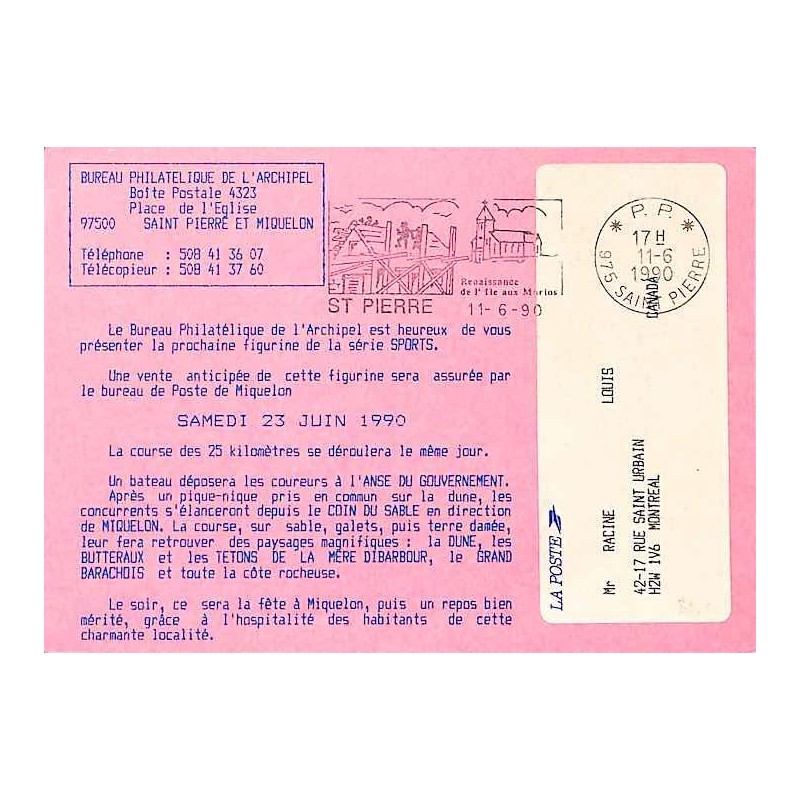 BUREAU PHILATELIQUE DE L'ARCHIPEL
Boîte Postale 4323
Place de l'Eglise
97500 SAINT PIERRE ET MIQUELON
Téléphone : 508 41 36 07
Télécopieur : 508 41 37 60
Renaissance
de l'Ile aux Marins
ST PIERRE 11-6-90
Le Bureau Philatélique de l'Archipel est heureux de vous
présenter la prochaine figurine de la série SPORTS.
Une vente anticipée de cette figurine sera assurée par
le bureau de Poste de Miquelon
SAMEDI 23 JUIN 1990
La course des 25 kilomètres se déroulera le même jour.
Un bateau déposera les coureurs à l'ANSE DU GOUVERNEMENT.
Après un pique-nique pris en commun sur la dune, les
concurrents s'élanceront depuis le COIN DU SABLE en direction
de MIQUELON. La course, sur sable, galets, puis terre damée,
leur fera retrouver des paysages magnifiques : la DUNE, les
BUTTERAUX et les TETONS DE LA MERE DIBARBOUR, le GRAND
BARACHOIS et toute la côte rocheuse.
Le soir, ce sera la fête à Miquelon, puis un repos bien
mérité, grâce à l'hospitalité des habitants de cette
charmante localité.
* P.P. *
17 H
11-6
1990
975 SAINT PIERRE
LA POSTE
Mr RACINE LOUIS
42-17 RUE SAINT URBAIN
H2W 1V6 MONTREAL
CANADA